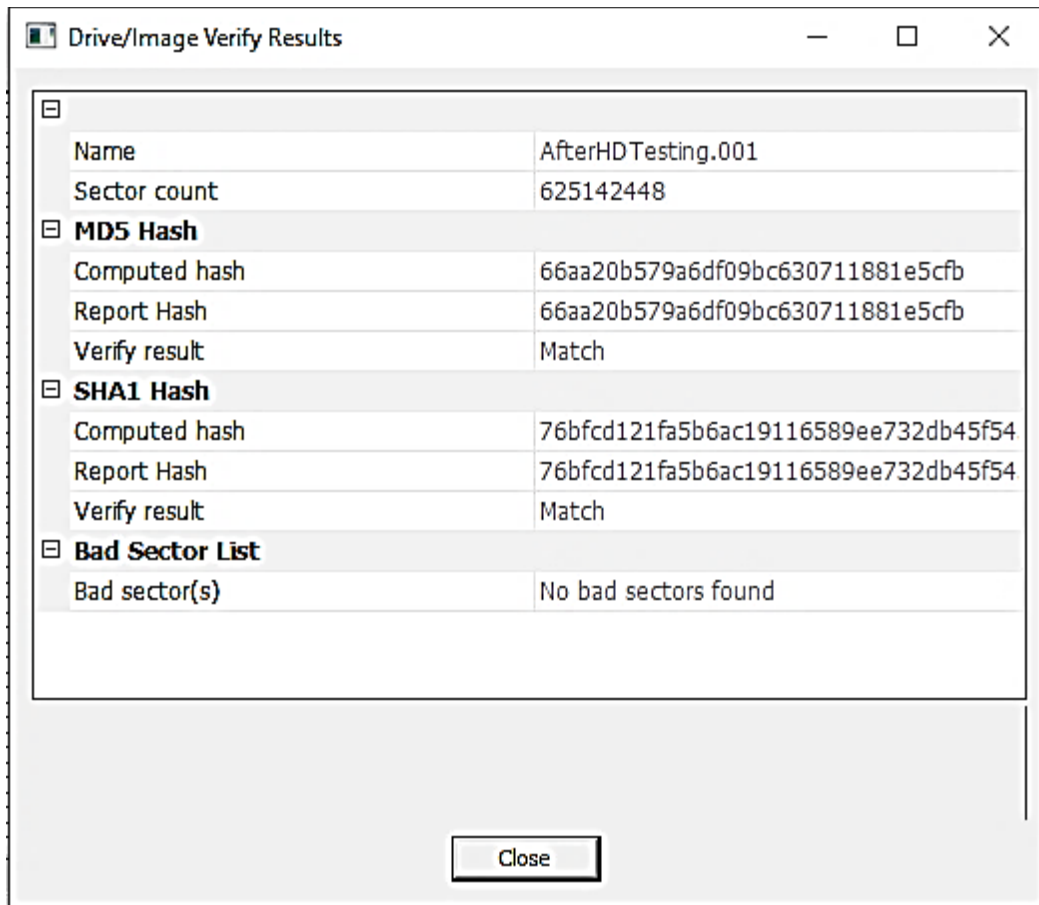 Drive/Image Verify Results
Name AfterHDTesting.001
Sector count 625142448
MD5 Hash
Computed hash 66aa20b579a6df09bc630711881e5cfb
Report Hash 66aa20b579a6df09bc630711881e5cfb
Verify result Match
SHA1 Hash
Computed hash 76bfcd121fa5b6ac19116589ee732db45f54.
Report Hash 76bfcd121fa5b6ac19116589ee732db45f54.
Verify result Match
Bad Sector List
Bad sector(s) No bad sectors found
Close